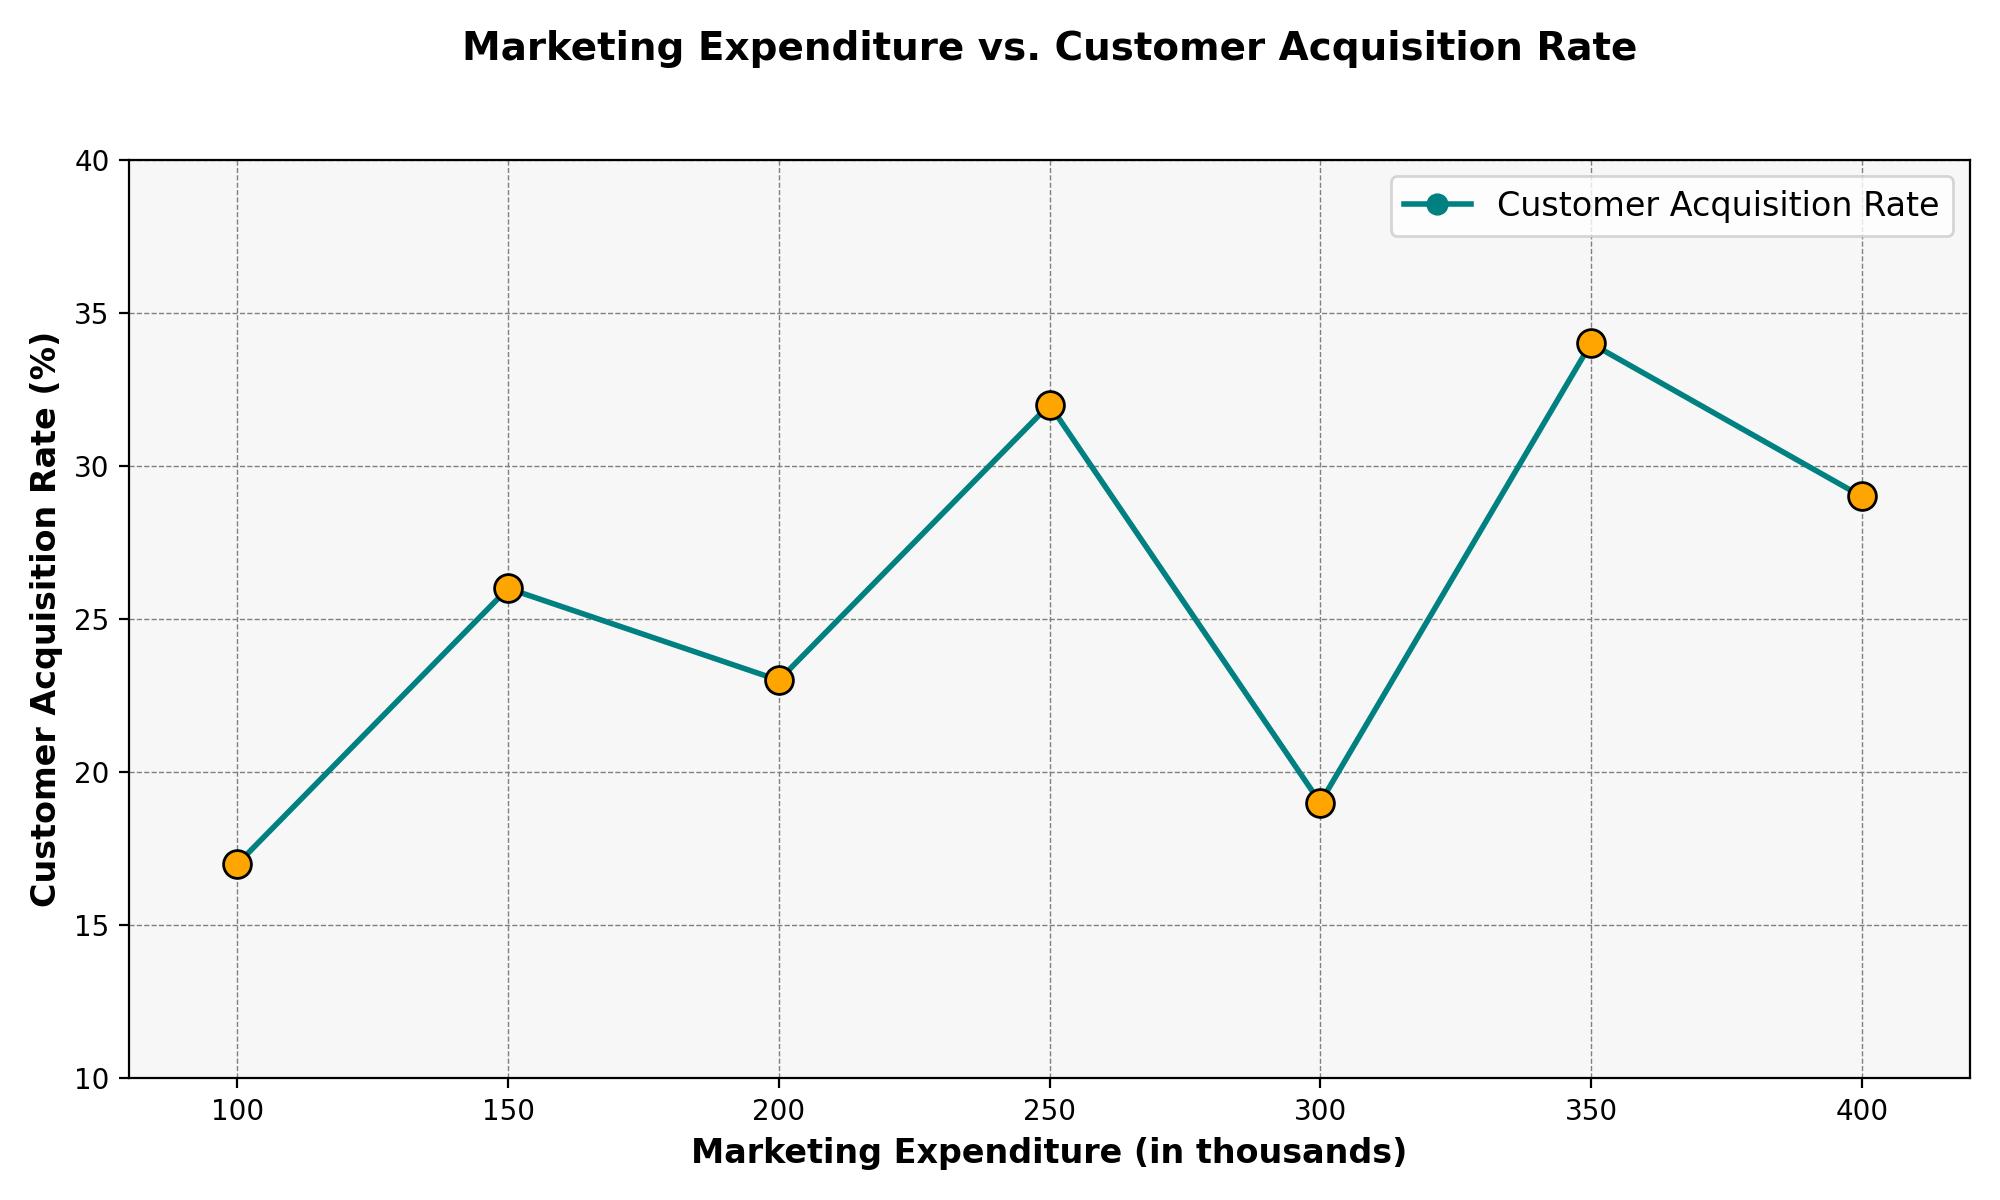 Marketing Expenditure vs. Customer Acquisition Rate
Customer Acquisition Rate
Customer Acquisition Rate (%)
40
35
30
25
20
15
10
100 150 200 250 300 350 400
Marketing Expenditure (in thousands)